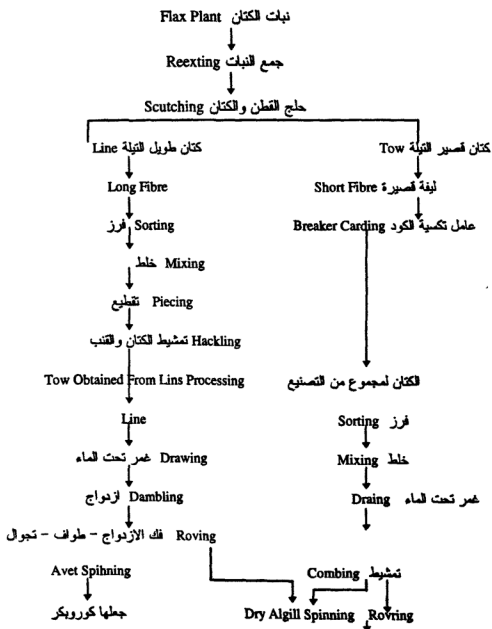 Flax Plant نبات الكتان
Reexting جمع النبات
Scutching حلج القطن والكتان
Line كتان طويل التيلة
Tow كتان قصير التيلة
Long Fibre
Short Fibre ليفة قصيرة
فرز Sorting
Breaker Carding عامل تكسية الكود
خلط Mixing
تقطيع Piecing
تمشيط الكتان والقنب Hackling
Tow Obtained From Lins Processing
الكتان لمجموع من التصنيع
Line
Sorting فرز
غمر تحت الماء Drawing
Mixing خلط
ازدواج Dambling
Draing غمر تحت الماء
فك الازدواج - طواف - تجوال Roving
Avet Spihning
Combing تمشيط
جعلها كوروبكر
Dry Algill Spinning
Rovring